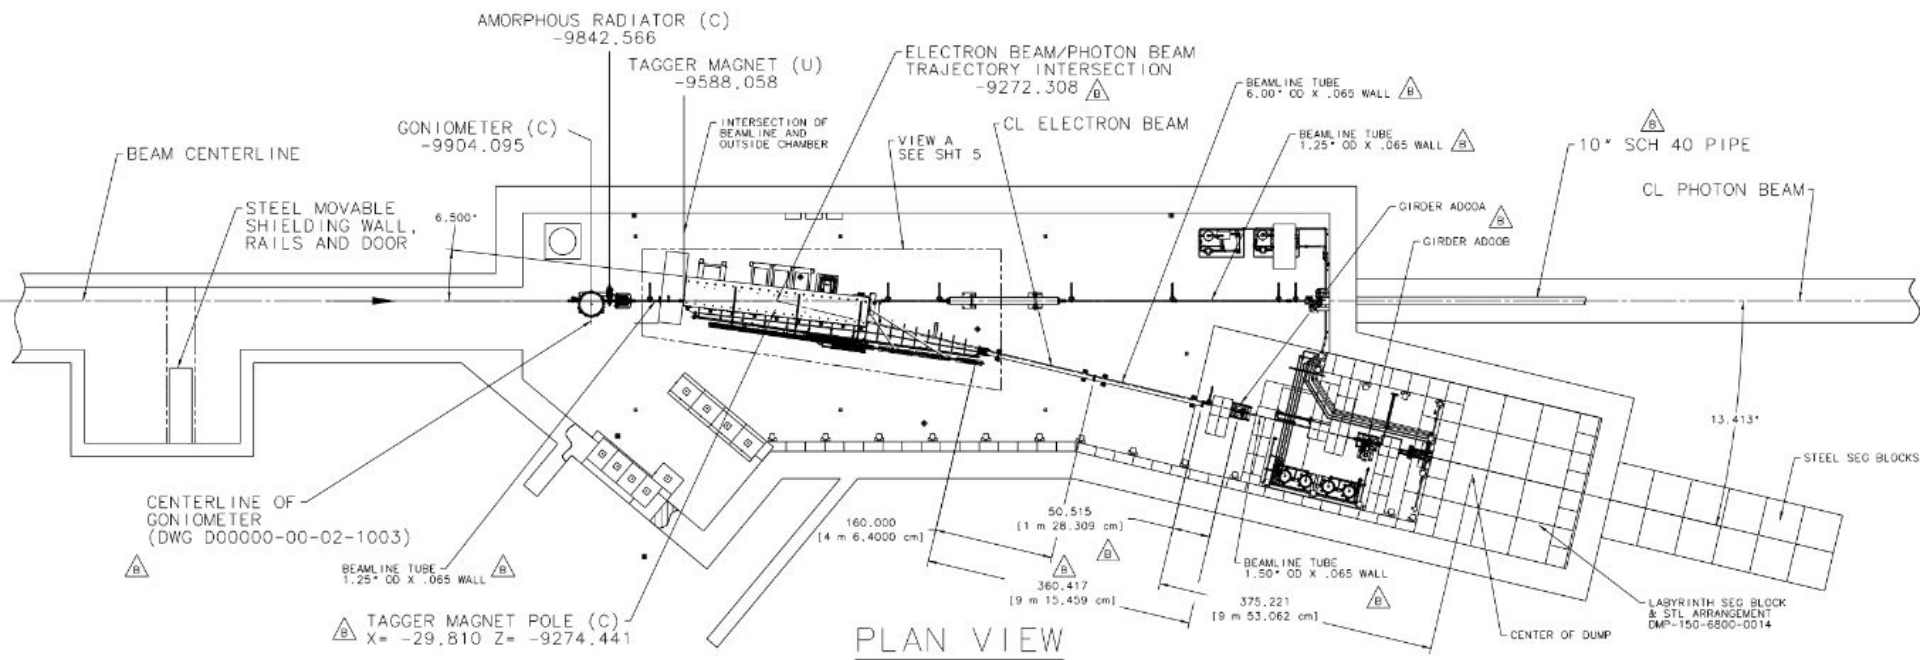 AMORPHOUS RADIATOR (C)
-9842.566
TAGGER MAGNET (U)
-9588.058
ELECTRON BEAM/PHOTON BEAM
TRAJECTORY INTERSECTION
-9272.308 B
BEAMLINE TUBE
6.00" OD X .065 WALL B
GONIOMETER (C)
-9904.095
INTERSECTION OF
BEAMLINE AND
OUTSIDE CHAMBER
VIEW A
SEE SHT 5
CL ELECTRON BEAM
BEAMLINE TUBE
1.25" OD X .065 WALL B
B
10" SCH 40 PIPE
BEAM CENTERLINE
CL PHOTON BEAM
STEEL MOVABLE
SHIELDING WALL,
RAILS AND DOOR
6.500°
GIRDER AD00A B
GIRDER AD00B
13.413°
STEEL SEG BLOCKS
CENTERLINE OF
GONIOMETER
(DWG D00000-00-02-1003)
B
BEAMLINE TUBE
1.25" OD X .065 WALL B
160.000
[4 m 6.4000 cm]
50.515
[1 m 28.309 cm]
B
B
360.417
[9 m 15.459 cm]
BEAMLINE TUBE
1.50" OD X .065 WALL
B
375.221
[9 m 53.062 cm]
LABYRINTH SEG BLOCK
& STL ARRANGEMENT
DMP-150-6800-0014
CENTER OF DUMP
B TAGGER MAGNET POLE (C)
X= -29.810 Z= -9274.441
PLAN VIEW